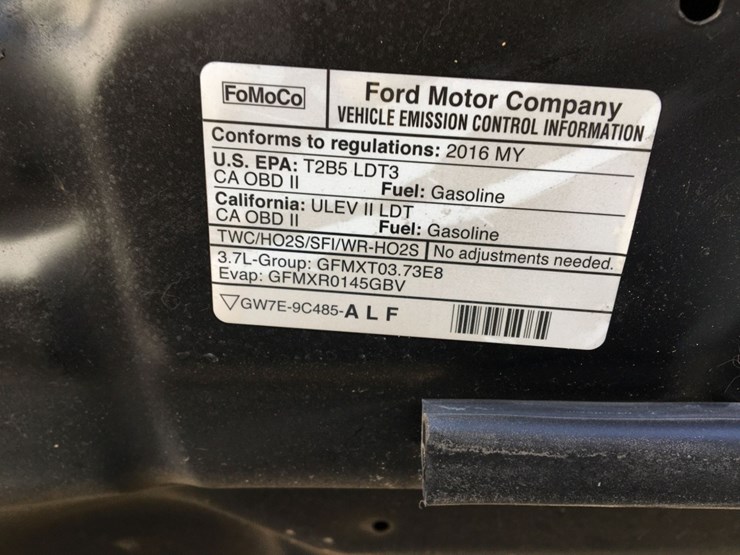 FoMoCo
Ford Motor Company
VEHICLE EMISSION CONTROL INFORMATION
Conforms to regulations: 2016 MY
U.S. EPA: T2B5 LDT3
CA OBD II Fuel: Gasoline
California: ULEV II LDT
CA OBD II Fuel: Gasoline
TWC/HO2S/SFI/WR-HO2S No adjustments needed.
3.7L-Group: GFMXT03.73E8
Evap: GFMXR0145GBV
GW7E-9C485-A L F